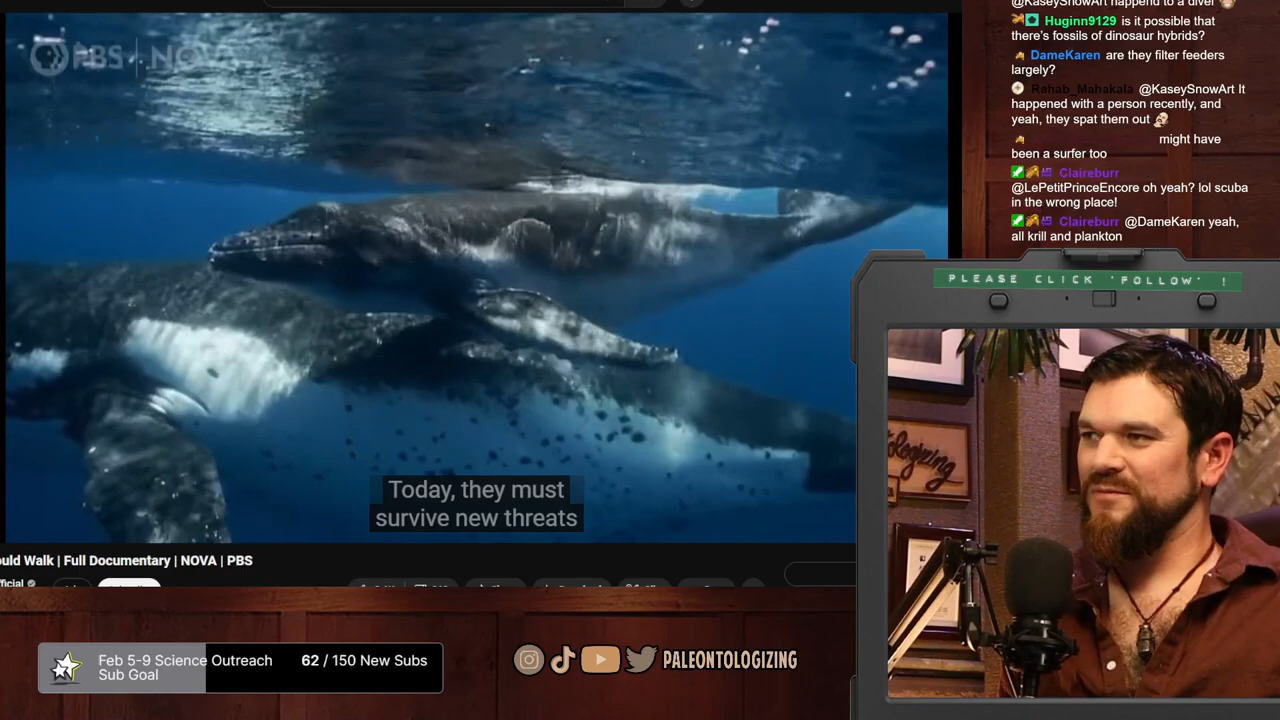 PBS | NOVA
@KaseySnowArt happend to a diver
Huginn9129 is it possible that
there's fossils of dinosaur hybrids?
DameKaren are they filter feeders
largely?
Rahab_Mahakala @KaseySnowArt It
happened with a person recently, and
yeah, they spat them out
might have
been a surfer too
Claireburr
@LePetitPrinceEncore oh yeah? lol scuba
in the wrong place!
Claireburr @DameKaren yeah,
all krill and plankton
PLEASE CLICK 'FOLLOW' !
ologizing
Today, they must
survive new threats
ould Walk | Full Documentary | NOVA | PBS
fficial
Feb 5-9 Science Outreach 62 / 150 New Subs
Sub Goal
PALEONTOLOGIZING